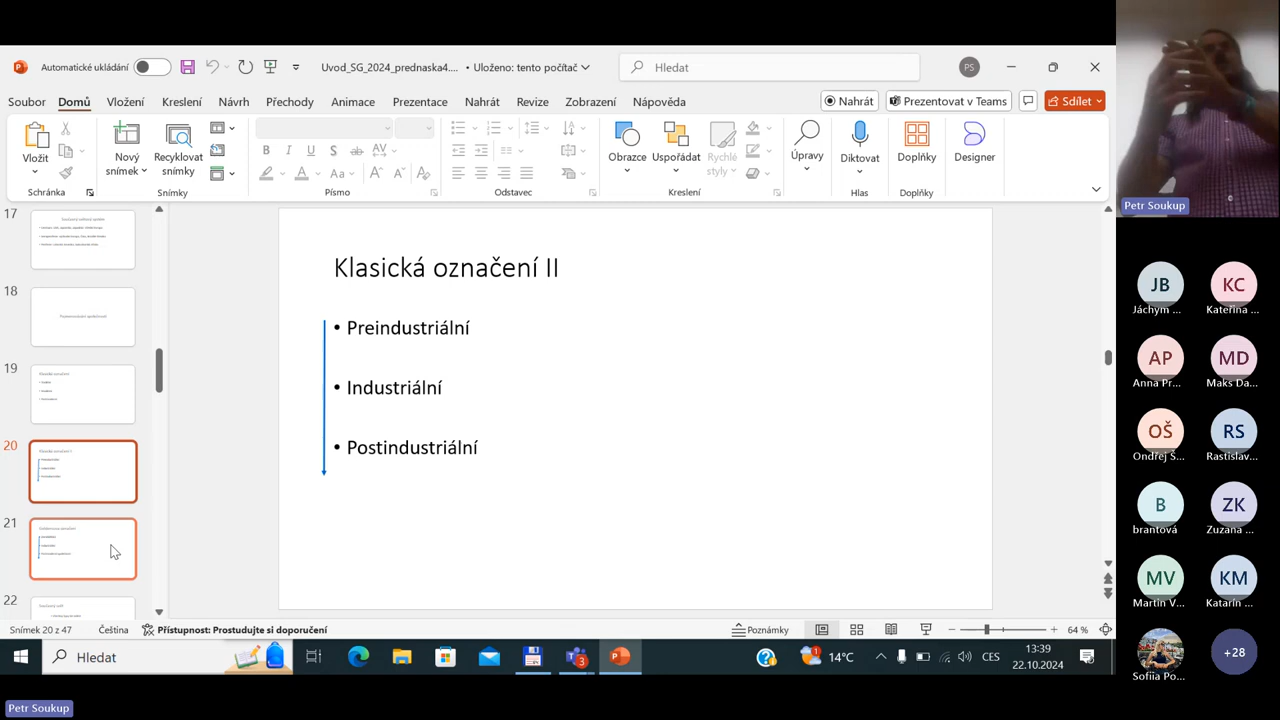 Automatické ukládání
Uvod_SG_2024_prednaska4.... • Uloženo: tento počítač
Hledat
PS
Soubor Domů Vložení Kreslení Návrh Přechody Animace Prezentace Nahrát Revize Zobrazení Nápověda
Nahrát
Prezentovat v Teams
Sdílet
Vložit
Nový snímek
Recyklovat snímky
Obrazce
Uspořádat
Rychlé styly
Úpravy
Diktovat
Doplňky
Designer
Schránka
Snímky
Písmo
Odstavec
Kreslení
Hlas
Doplňky
17
18
19
20
21
22
Klasická označení II
• Preindustriální
• Industriální
• Postindustriální
Snímek 20 z 47
Čeština
Přístupnost: Prostudujte si doporučení
Poznámky
64 %
Hledat
3
1
14°C
CES
13:39
22.10.2024
Petr Soukup
Petr Soukup
JB
Jáchym ...
KC
Kateřina ...
AP
Anna Pr...
MD
Maks Da...
OŠ
Ondřej Š...
RS
Rastislav...
B
brantová
ZK
Zuzana ...
MV
Martin V...
KM
Katarín ...
Sofiia Po...
+28